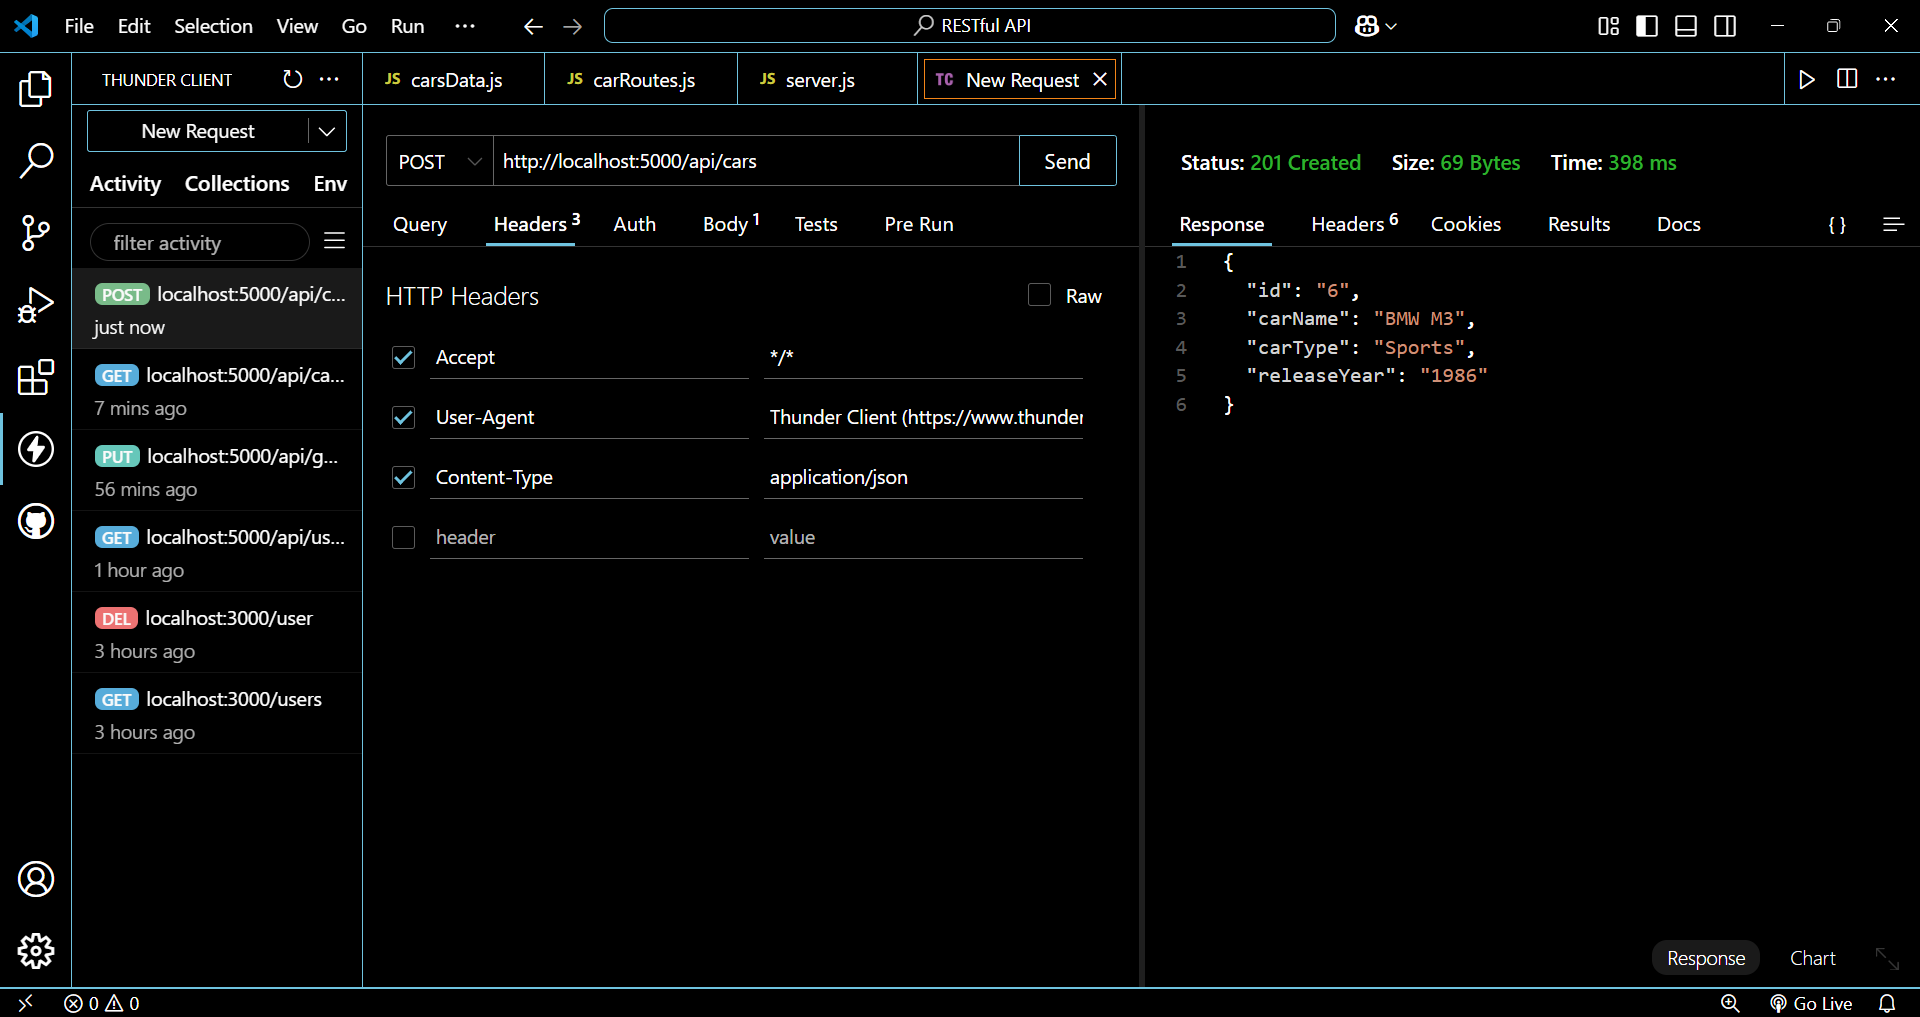 File Edit Selection View Go Run ··· RESTful API
THUNDER CLIENT ···
New Request
Activity Collections Env
filter activity
POST localhost:5000/api/c...
just now
GET localhost:5000/api/ca...
7 mins ago
PUT localhost:5000/api/g...
56 mins ago
GET localhost:5000/api/us...
1 hour ago
DEL localhost:3000/user
3 hours ago
GET localhost:3000/users
3 hours ago
JS carsData.js
JS carRoutes.js
JS server.js
TC New Request
POST http://localhost:5000/api/cars Send
Query Headers 3 Auth Body 1 Tests Pre Run
HTTP Headers Raw
Accept */*
User-Agent Thunder Client (https://www.thunder
Content-Type application/json
header value
Status: 201 Created Size: 69 Bytes Time: 398 ms
Response Headers 6 Cookies Results Docs { }
1 {
2 "id": "6",
3 "carName": "BMW M3",
4 "carType": "Sports",
5 "releaseYear": "1986"
6 }
Response Chart
0 0 Go Live